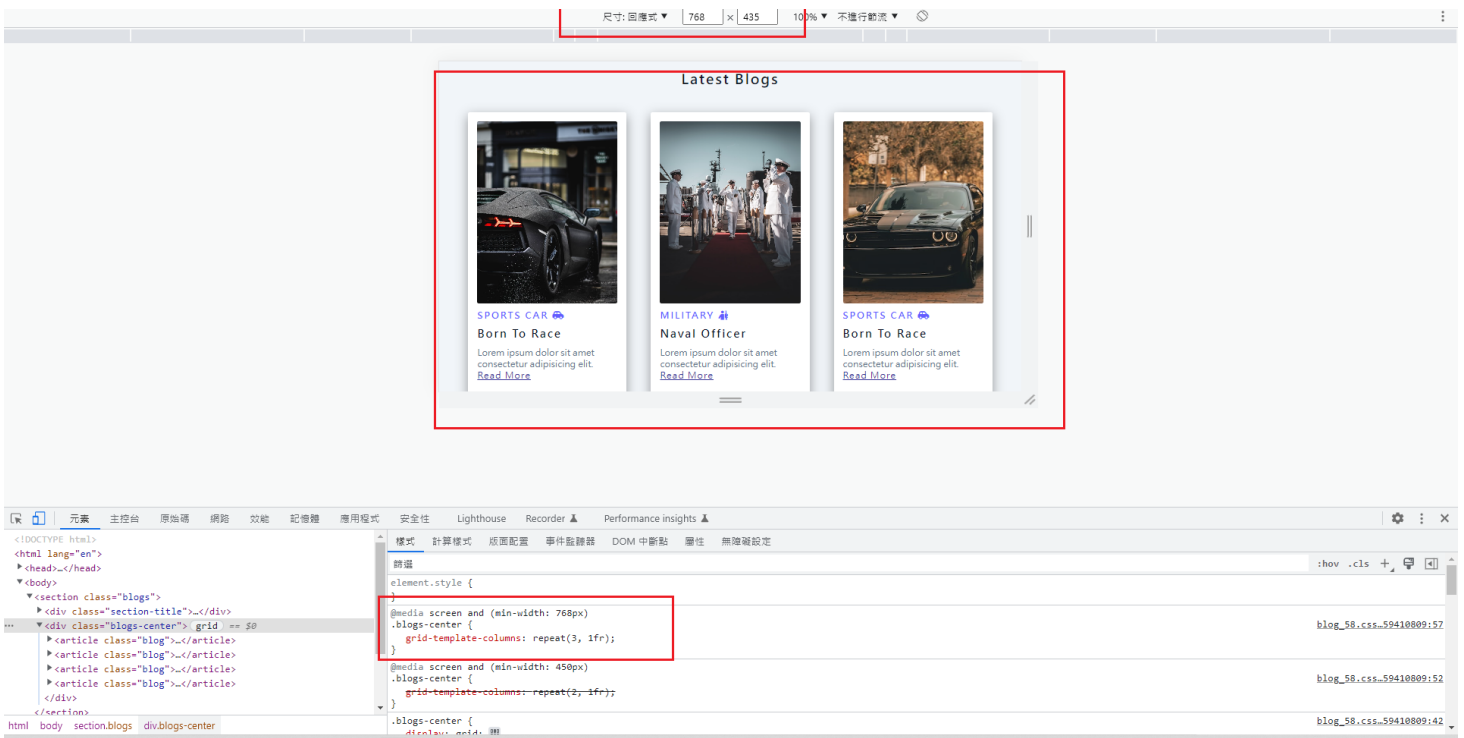 尺寸: 回應式 ▼ 768 × 435 100% ▼ 不進行節流 ▼
Latest Blogs
SPORTS CAR
Born To Race
Lorem ipsum dolor sit amet
consectetur adipisicing elit.
Read More
MILITARY
Naval Officer
Lorem ipsum dolor sit amet
consectetur adipisicing elit.
Read More
SPORTS CAR
Born To Race
Lorem ipsum dolor sit amet
consectetur adipisicing elit.
Read More
元素 主控台 原始碼 網路 效能 記憶體 應用程式 安全性 Lighthouse Recorder Performance insights
<!DOCTYPE html>
<html lang="en">
▶<head>…</head>
▼<body>
▼<section class="blogs">
▶<div class="section-title">…</div>
… ▼<div class="blogs-center"> grid == $0
▶<article class="blog">…</article>
▶<article class="blog">…</article>
▶<article class="blog">…</article>
▶<article class="blog">…</article>
</div>
</section>
html body section.blogs div.blogs-center
樣式 計算樣式 版面配置 事件監聽器 DOM 中斷點 屬性 無障礙設定
篩選 :hov .cls +
element.style {
}
@media screen and (min-width: 768px)
.blogs-center { blog_58.css…59410809:57
grid-template-columns: repeat(3, 1fr);
}
@media screen and (min-width: 450px)
.blogs-center { blog_58.css…59410809:52
grid-template-columns: repeat(2, 1fr);
}
.blogs-center { blog_58.css…59410809:42
display: grid;